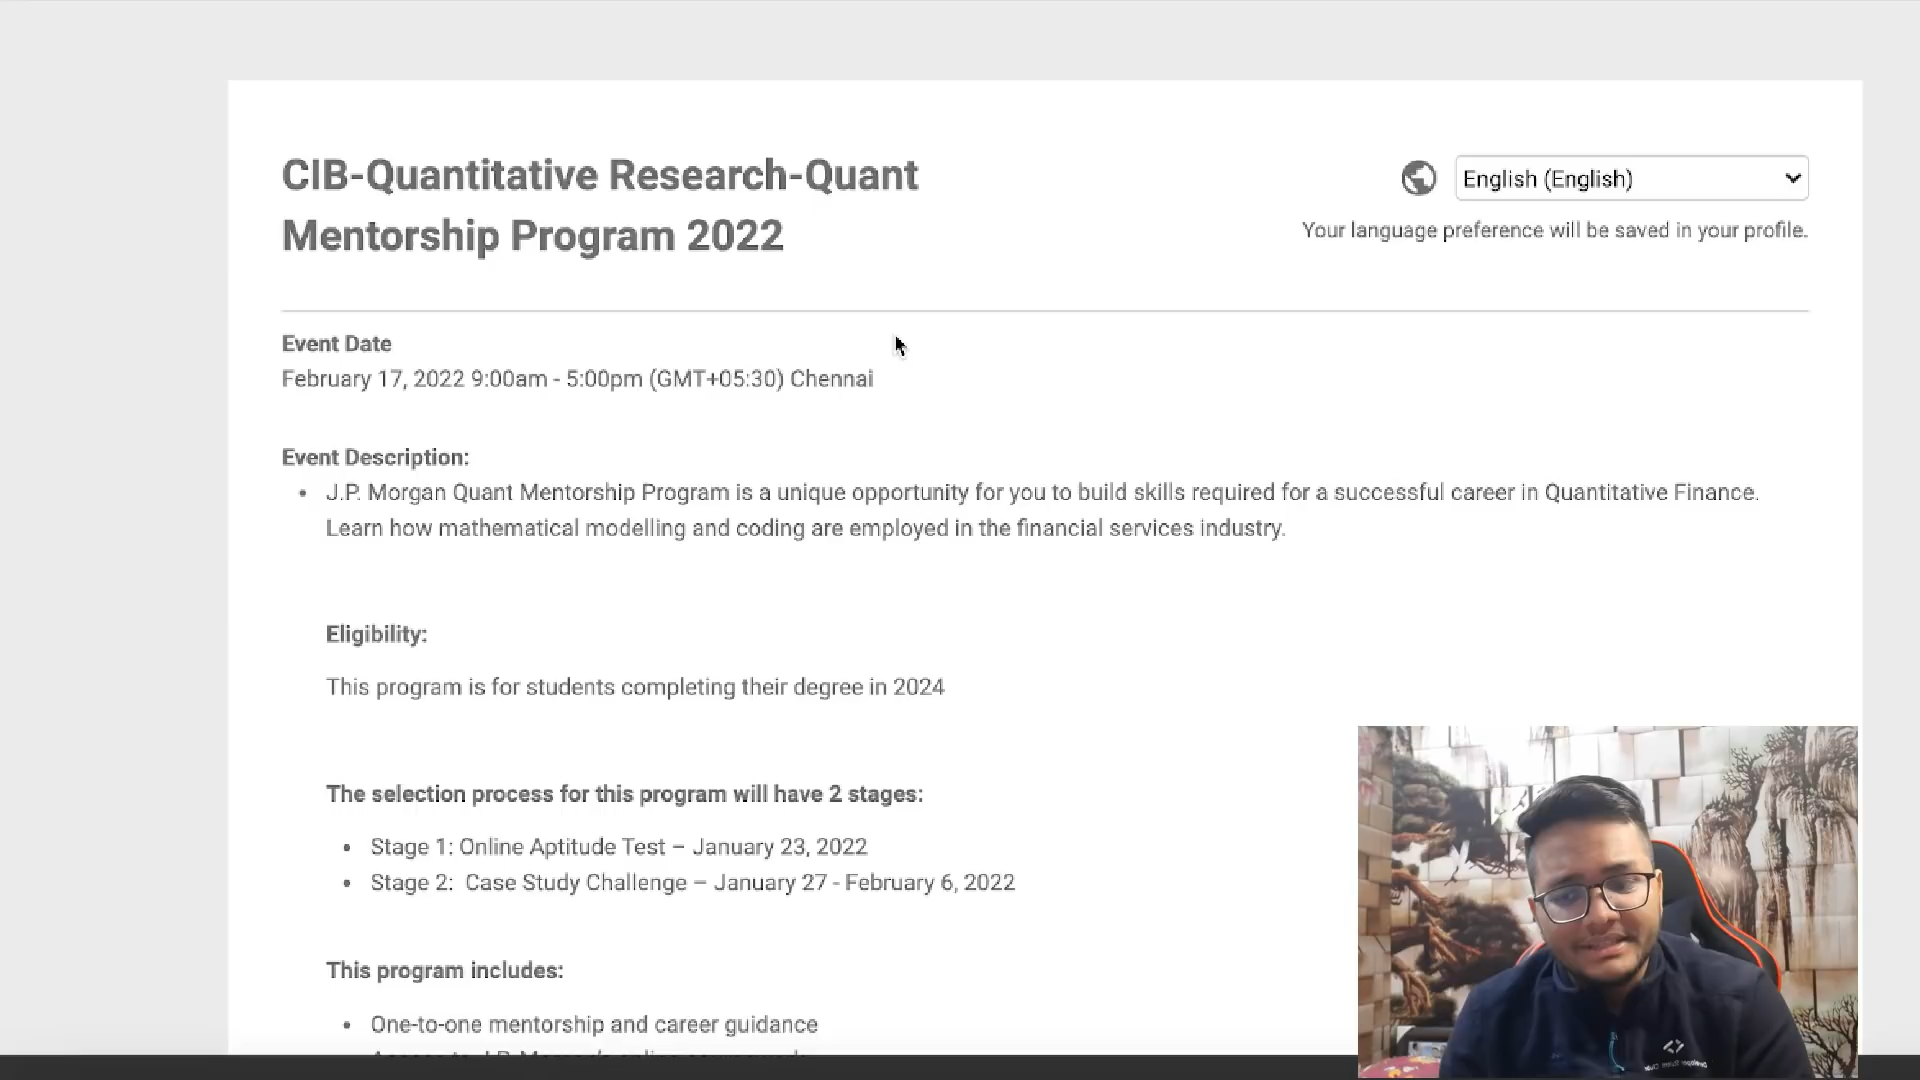 CIB-Quantitative Research-Quant
Mentorship Program 2022
English (English)
Your language preference will be saved in your profile.
Event Date
February 17, 2022 9:00am - 5:00pm (GMT+05:30) Chennai
Event Description:
• J.P. Morgan Quant Mentorship Program is a unique opportunity for you to build skills required for a successful career in Quantitative Finance.
Learn how mathematical modelling and coding are employed in the financial services industry.
Eligibility:
This program is for students completing their degree in 2024
The selection process for this program will have 2 stages:
• Stage 1: Online Aptitude Test – January 23, 2022
• Stage 2:  Case Study Challenge – January 27 - February 6, 2022
This program includes:
• One-to-one mentorship and career guidance